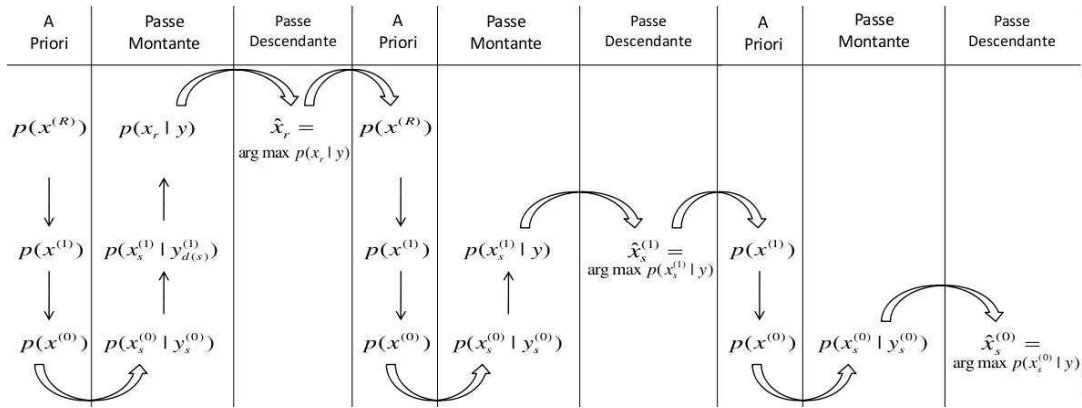 A Priori
Passe Montante
Passe Descendante
A Priori
Passe Montante
Passe Descendante
A Priori
Passe Montante
Passe Descendante
p(x^{(R)})
p(x_r | y)
x̂_r =
arg max p(x_r | y)
p(x^{(R)})
p(x^{(1)})
p(x_s^{(1)} | y_{d(s)}^{(1)})
p(x^{(1)})
p(x_s^{(1)} | y)
x̂_s^{(1)} =
arg max p(x_s^{(1)} | y)
p(x^{(1)})
p(x^{(0)})
p(x_s^{(0)} | y_s^{(0)})
p(x^{(0)})
p(x_s^{(0)} | y_s^{(0)})
p(x^{(0)})
p(x_s^{(0)} | y_s^{(0)})
x̂_s^{(0)} =
arg max p(x_s^{(0)} | y)